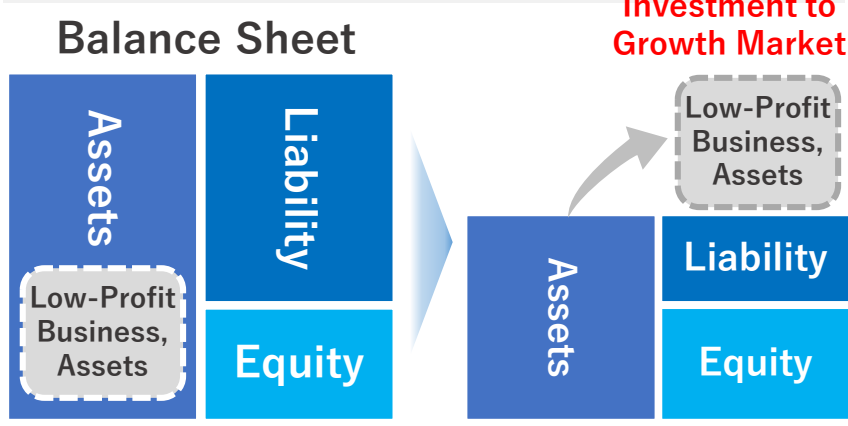 Balance Sheet
Assets
Liability
Low-Profit
Business,
Assets
Equity
Investment to
Growth Market
Low-Profit
Business,
Assets
Assets
Liability
Equity